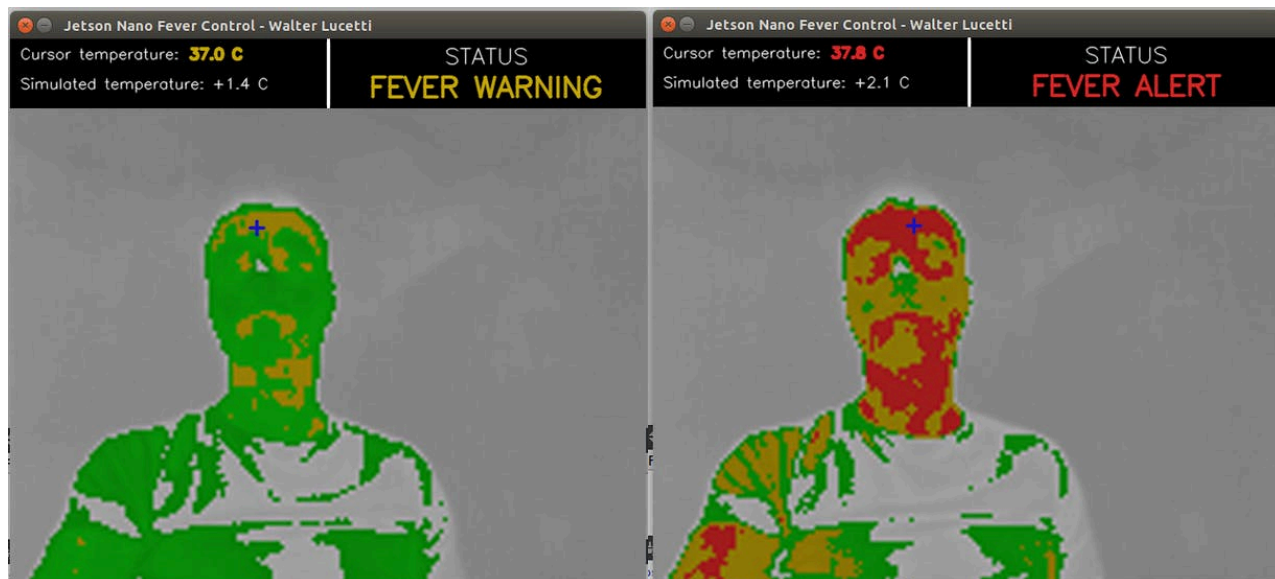 Jetson Nano Fever Control - Walter Lucetti
Cursor temperature: 37.0 C
Simulated temperature: +1.4 C
STATUS
FEVER WARNING
Jetson Nano Fever Control - Walter Lucetti
Cursor temperature: 37.8 C
Simulated temperature: +2.1 C
STATUS
FEVER ALERT